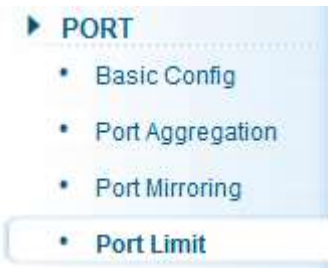 PORT
Basic Config
Port Aggregation
Port Mirroring
Port Limit